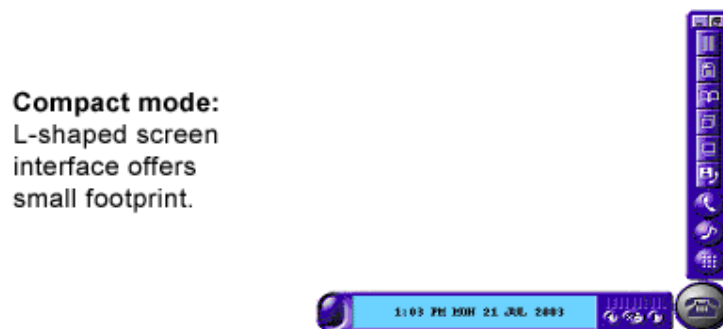 Compact mode:
L-shaped screen
interface offers
small footprint.
1:03 PM MON 21 JUL 2003